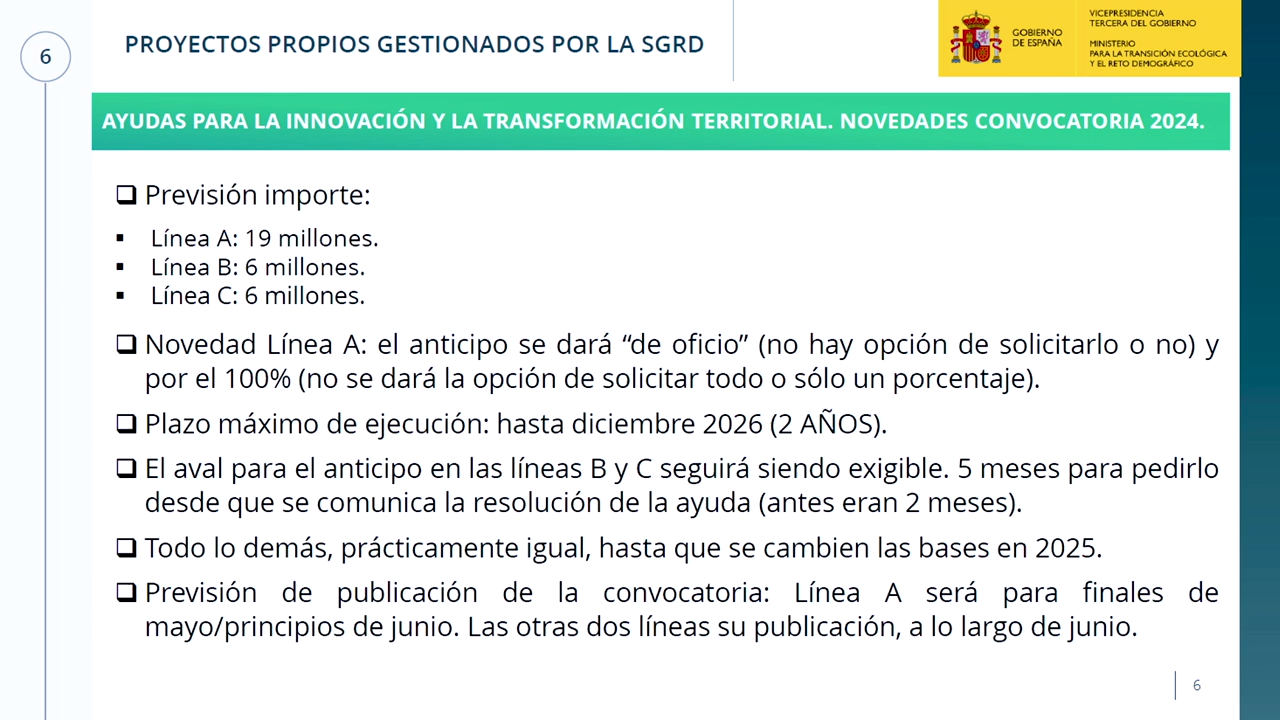 6
PROYECTOS PROPIOS GESTIONADOS POR LA SGRD
GOBIERNO
DE ESPAÑA
VICEPRESIDENCIA
TERCERA DEL GOBIERNO
MINISTERIO
PARA LA TRANSICIÓN ECOLÓGICA
Y EL RETO DEMOGRÁFICO
AYUDAS PARA LA INNOVACIÓN Y LA TRANSFORMACIÓN TERRITORIAL. NOVEDADES CONVOCATORIA 2024.
Previsión importe:
Línea A: 19 millones.
Línea B: 6 millones.
Línea C: 6 millones.
Novedad Línea A: el anticipo se dará “de oficio” (no hay opción de solicitarlo o no) y
por el 100% (no se dará la opción de solicitar todo o sólo un porcentaje).
Plazo máximo de ejecución: hasta diciembre 2026 (2 AÑOS).
El aval para el anticipo en las líneas B y C seguirá siendo exigible. 5 meses para pedirlo
desde que se comunica la resolución de la ayuda (antes eran 2 meses).
Todo lo demás, prácticamente igual, hasta que se cambien las bases en 2025.
Previsión de publicación de la convocatoria: Línea A será para finales de
mayo/principios de junio. Las otras dos líneas su publicación, a lo largo de junio.
6